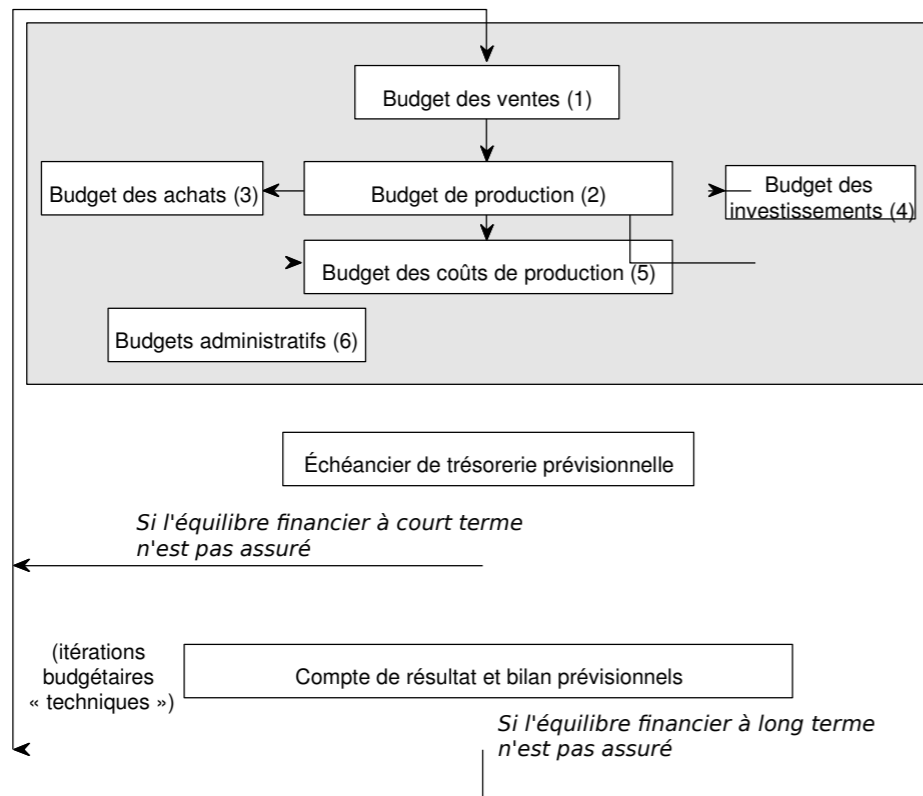 Budget des ventes (1)
Budget des achats (3)
Budget de production (2)
Budget des
investissements (4)
Budget des coûts de production (5)
Budgets administratifs (6)
Échéancier de trésorerie prévisionnelle
Si l'équilibre financier à court terme
n'est pas assuré
(itérations
budgétaires
« techniques »)
Compte de résultat et bilan prévisionnels
Si l'équilibre financier à long terme
n'est pas assuré